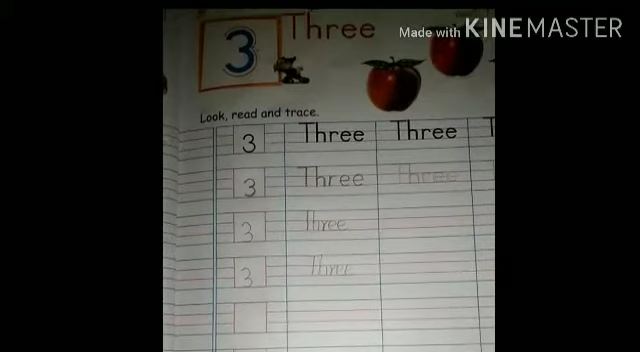 Made with KINEMASTER
3 Three
Look, read and trace.
3 Three Three T
3 Three Three
3 Three
3 Three